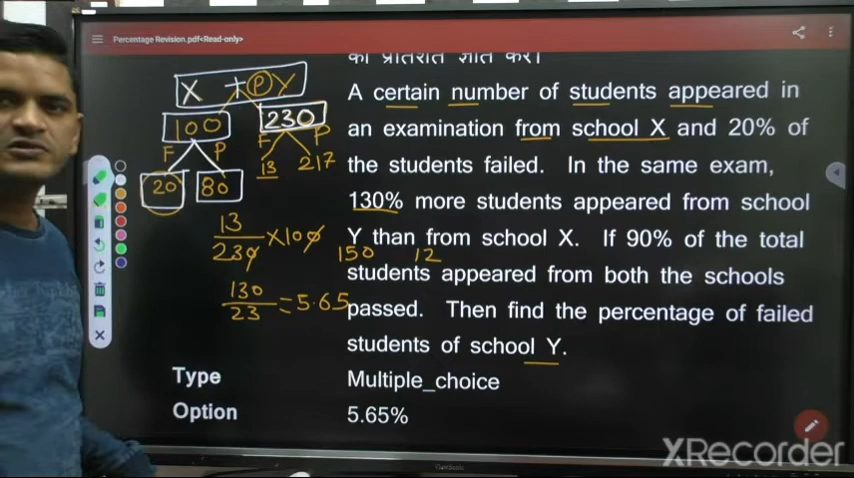 Percentage Revision.pdf<Read-only>
का प्रतिशत ज्ञात करें।
A certain number of students appeared in
an examination from school X and 20% of
the students failed. In the same exam,
130% more students appeared from school
Y than from school X. If 90% of the total
150 12
students appeared from both the schools
passed. Then find the percentage of failed
students of school Y.
Type Multiple_choice
Option 5.65%
X + P Y
100 230
F P F P
13 217
20 80
13/230 ×100
130/23 = 5.65
ViewSonic
XRecorder